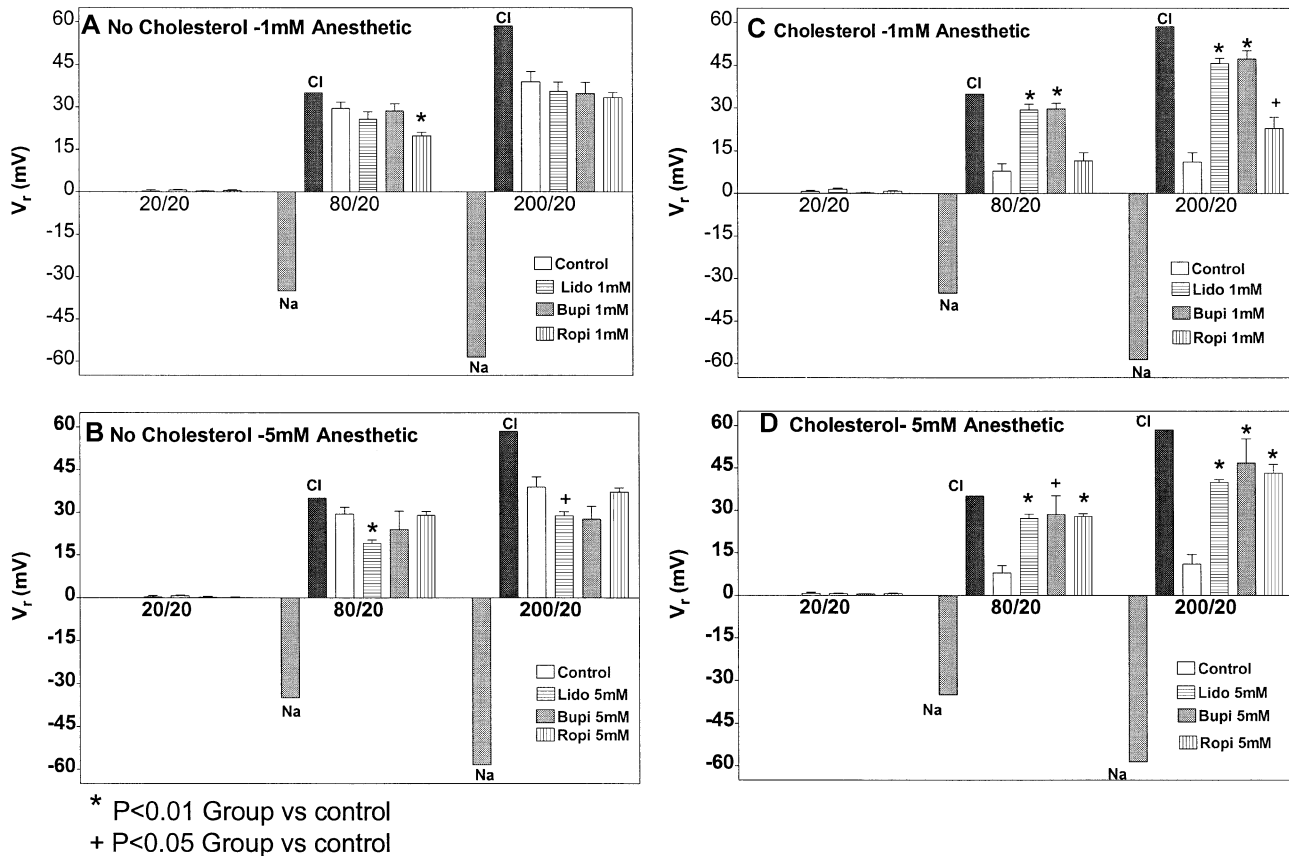 A No Cholesterol -1mM Anesthetic
45
30
15
0
-15
-30
-45
-60
Vr (mV)
Cl
*
Cl
20/20
80/20
200/20
Na
Na
Control
Lido 1mM
Bupi 1mM
Ropi 1mM
C Cholesterol -1mM Anesthetic
60
45
30
15
0
-15
-30
-45
-60
Vr (mV)
Cl
* *
Cl
* *
+
20/20
80/20
200/20
Na
Na
Control
Lido 1mM
Bupi 1mM
Ropi 1mM
B No Cholesterol -5mM Anesthetic
60
45
30
15
0
-15
-30
-45
-60
Vr (mV)
Cl
*
Cl
+
20/20
80/20
200/20
Na
Na
Control
Lido 5mM
Bupi 5mM
Ropi 5mM
D Cholesterol- 5mM Anesthetic
60
45
30
15
0
-15
-30
-45
-60
Vr (mV)
Cl
* + *
Cl
* * *
20/20
80/20
200/20
Na
Na
Control
Lido 5mM
Bupi 5mM
Ropi 5mM
* P<0.01 Group vs control
+ P<0.05 Group vs control